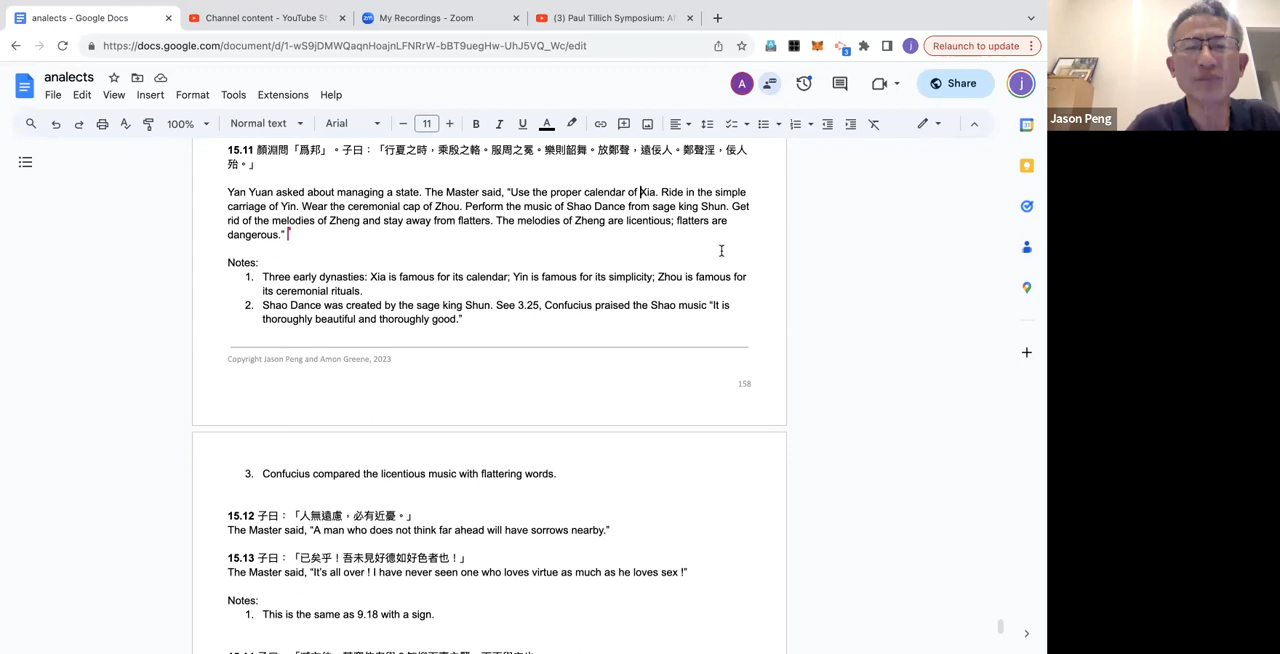 analects - Google Docs
Channel content - YouTube St
My Recordings - Zoom
(3) Paul Tillich Symposium: Af
https://docs.google.com/document/d/1-wS9jDMWQaqnHoajnLFNRrW-bBT9uegHw-UhJ5VQ_Wc/edit
3
j
Relaunch to update
analects
File Edit View Insert Format Tools Extensions Help
A
Share
j
100%
Normal text
Arial
11
B I U A
15.11 顏淵問「爲邦」。子曰：「行夏之時，乘殷之輅。服周之冕。樂則韶舞。放鄭聲，遠佞人。鄭聲淫，佞人
殆。」
Yan Yuan asked about managing a state. The Master said, “Use the proper calendar of Xia. Ride in the simple
carriage of Yin. Wear the ceremonial cap of Zhou. Perform the music of Shao Dance from sage king Shun. Get
rid of the melodies of Zheng and stay away from flatters. The melodies of Zheng are licentious; flatters are
dangerous.”
Notes:
1. Three early dynasties: Xia is famous for its calendar; Yin is famous for its simplicity; Zhou is famous for
its ceremonial rituals.
2. Shao Dance was created by the sage king Shun. See 3.25, Confucius praised the Shao music “It is
thoroughly beautiful and thoroughly good.”
Copyright Jason Peng and Amon Greene, 2023
158
3. Confucius compared the licentious music with flattering words.
15.12 子曰：「人無遠慮，必有近憂。」
The Master said, “A man who does not think far ahead will have sorrows nearby.”
15.13 子曰：「已矣乎！吾未見好德如好色者也！」
The Master said, “It’s all over ! I have never seen one who loves virtue as much as he loves sex !”
Notes:
1. This is the same as 9.18 with a sign.
Jason Peng